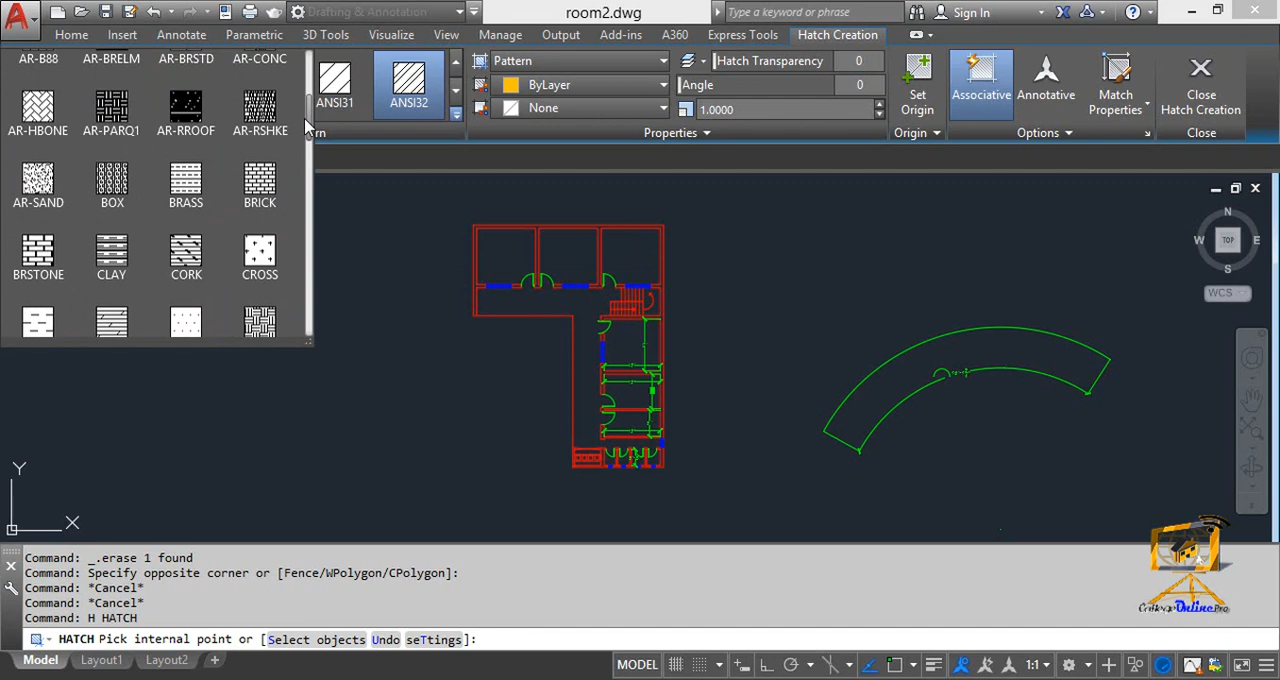 Drafting & Annotation
room2.dwg
Type a keyword or phrase
Sign In
Home Insert Annotate Parametric 3D Tools Visualize View Manage Output Add-ins A360 Express Tools Hatch Creation
AR-B88 AR-BRELM AR-BRSTD AR-CONC
AR-HBONE AR-PARQ1 AR-RROOF AR-RSHKE
AR-SAND BOX BRASS BRICK
BRSTONE CLAY CORK CROSS
ANSI31 ANSI32
Pattern
ByLayer
None
Hatch Transparency 0
Angle 0
1.0000
Properties
Set
Origin
Origin
Associative
Annotative
Match
Properties
Options
Close
Hatch Creation
Close
N
W TOP E
S
WCS
Y
X
Command: _.erase 1 found
Command: Specify opposite corner or [Fence/WPolygon/CPolygon]:
Command: *Cancel*
Command: *Cancel*
Command: H HATCH
HATCH Pick internal point or [Select objects Undo seTtings]:
College OnlinePro
Model Layout1 Layout2 +
MODEL
1:1